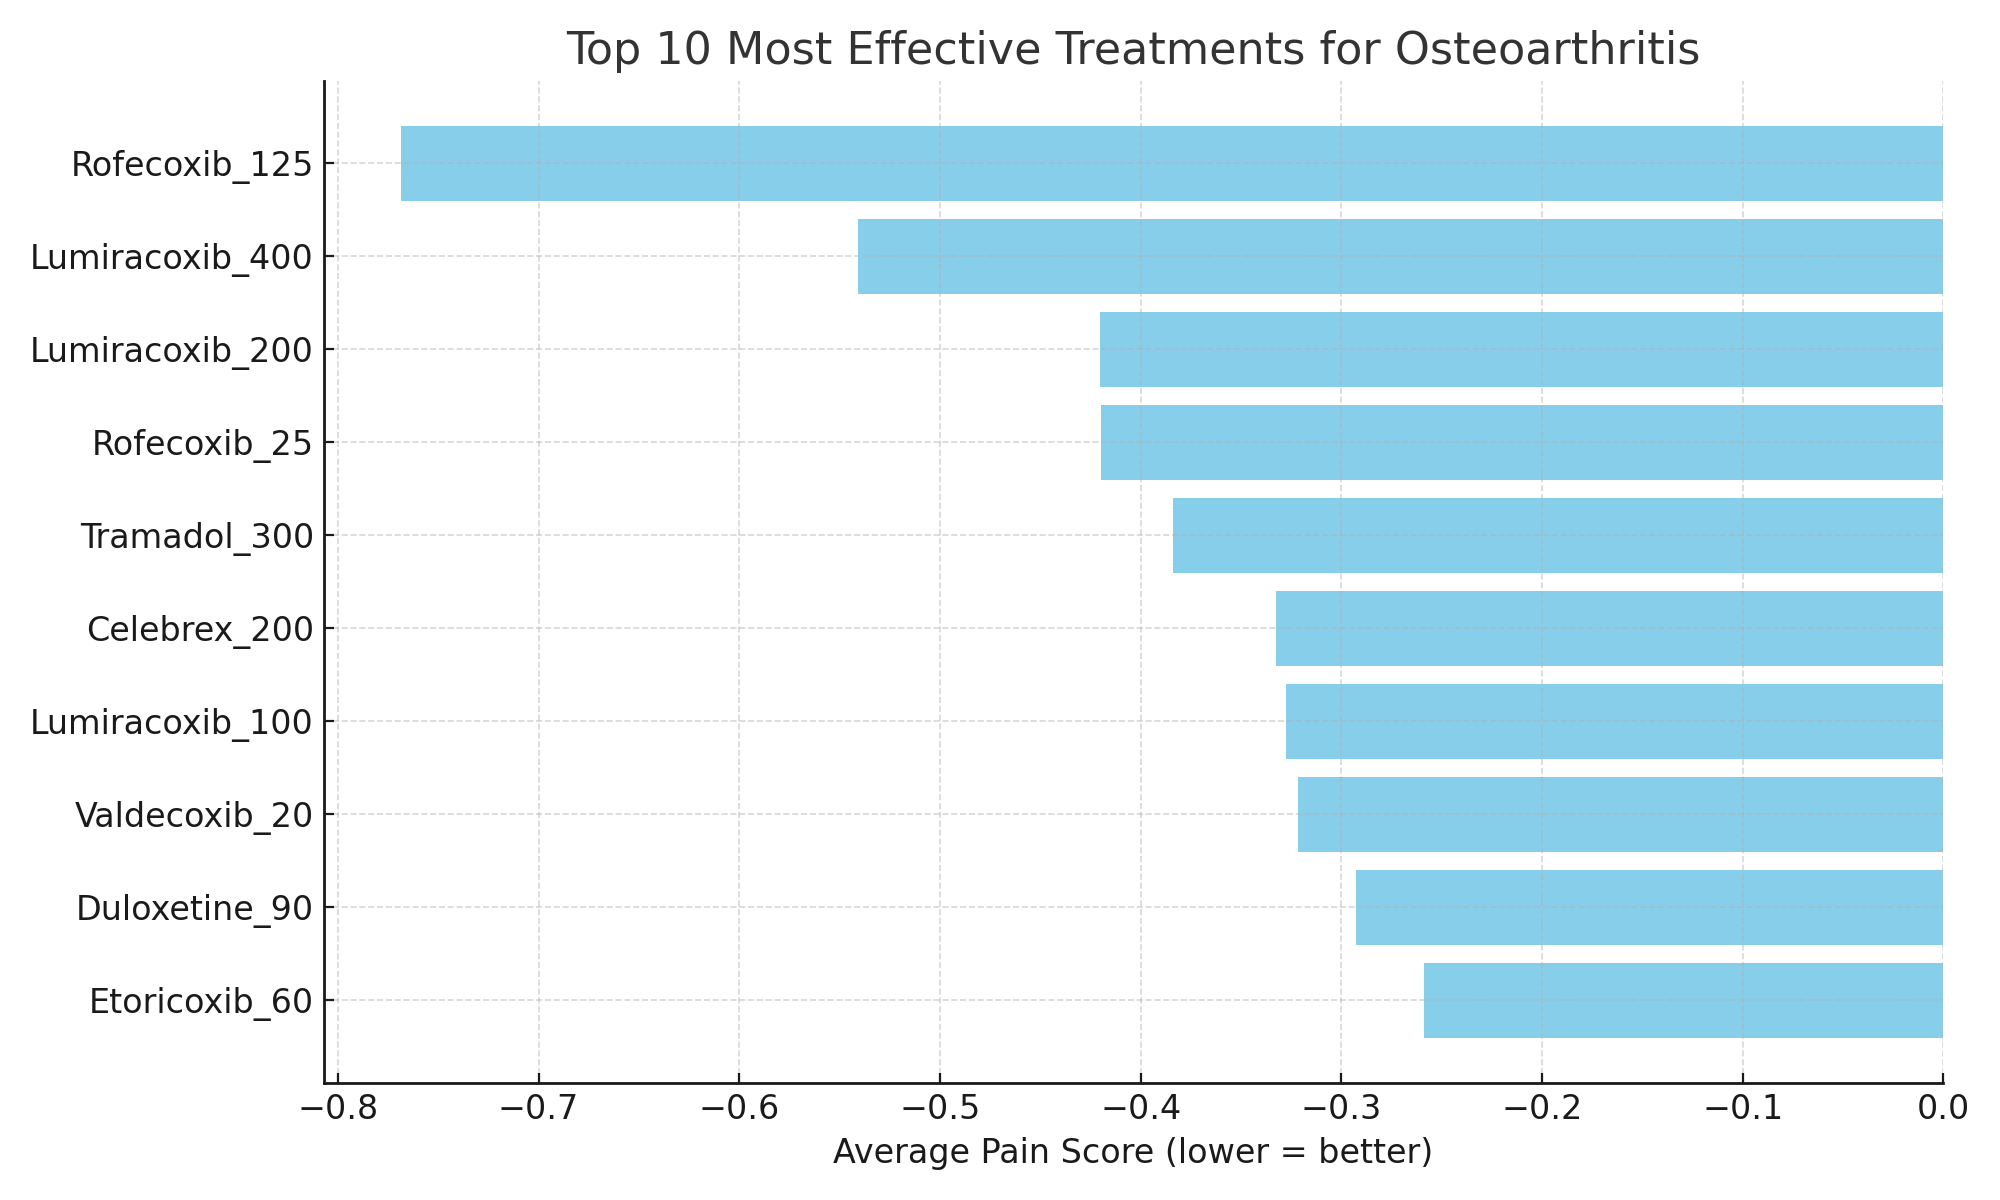 Top 10 Most Effective Treatments for Osteoarthritis
Rofecoxib_125
Lumiracoxib_400
Lumiracoxib_200
Rofecoxib_25
Tramadol_300
Celebrex_200
Lumiracoxib_100
Valdecoxib_20
Duloxetine_90
Etoricoxib_60
−0.8 −0.7 −0.6 −0.5 −0.4 −0.3 −0.2 −0.1 0.0
Average Pain Score (lower = better)